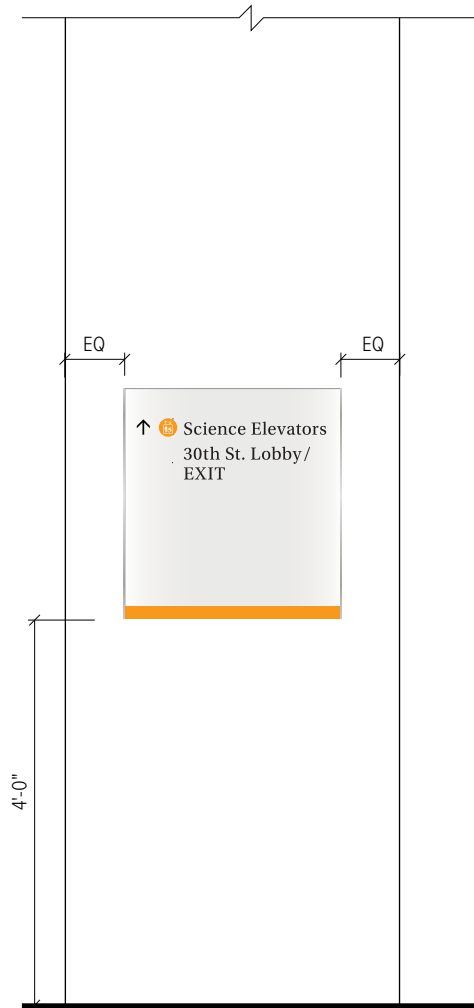 EQ
EQ
Science Elevators
30th St. Lobby/
EXIT
4'-0"